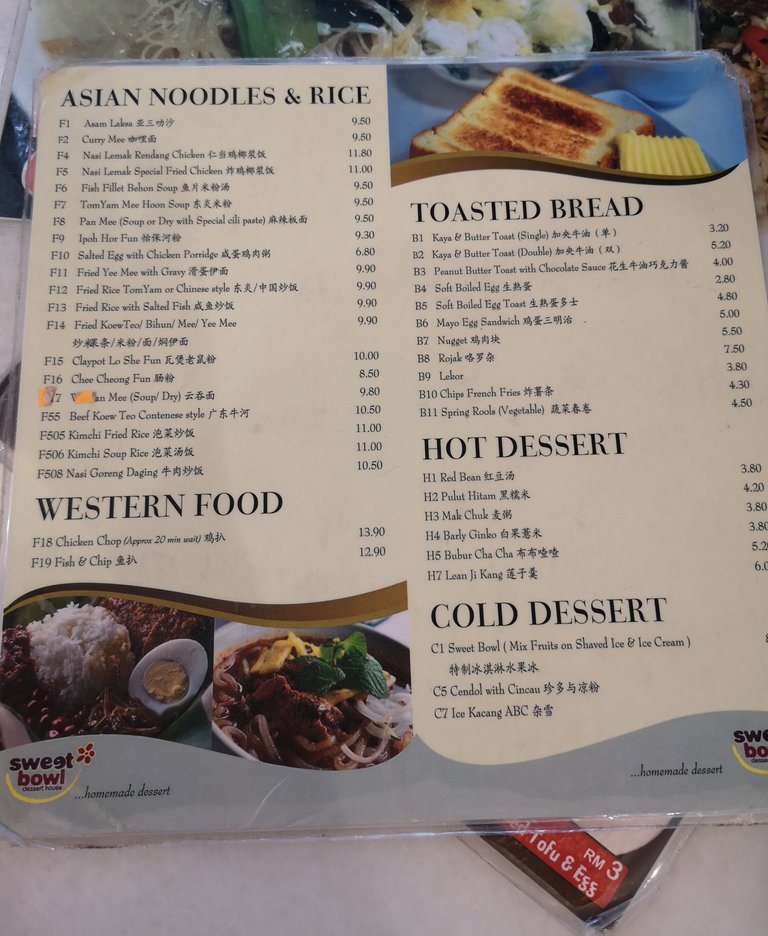 ASIAN NOODLES & RICE
F1 Asam Laksa 亚三叻沙 9.50
F2 Curry Mee 咖哩面 9.50
F4 Nasi Lemak Rendang Chicken 仁当鸡椰浆饭 11.80
F5 Nasi Lemak Special Fried Chicken 炸鸡椰浆饭 11.00
F6 Fish Fillet Behon Soup 鱼片米粉汤 9.50
F7 TomYam Mee Hoon Soup 东炎米粉 9.50
F8 Pan Mee (Soup or Dry with Special cili paste) 麻辣板面 9.50
F9 Ipoh Hor Fun 怡保河粉 9.30
F10 Salted Egg with Chicken Porridge 咸蛋鸡肉粥 6.80
F11 Fried Yee Mee with Gravy 滑蛋伊面 9.90
F12 Fried Rice TomYam or Chinese style 东炎/中国炒饭 9.90
F13 Fried Rice with Salted Fish 咸鱼炒饭 9.90
F14 Fried KoewTeo/ Bihun/ Mee/ Yee Mee 9.90
炒粿条/米粉/面/焖伊面
F15 Claypot Lo She Fun 瓦煲老鼠粉 10.00
F16 Chee Cheong Fun 肠粉 8.50
Mee (Soup/ Dry) 云吞面 9.80
F55 Beef Koew Teo Contenese style 广东牛河 10.50
F505 Kimchi Fried Rice 泡菜炒饭 11.00
F506 Kimchi Soup Rice 泡菜汤饭 11.00
F508 Nasi Goreng Daging 牛肉炒饭 10.50
WESTERN FOOD
F18 Chicken Chop (Approx 20 min wait) 鸡扒 13.90
F19 Fish & Chip 鱼扒 12.90
sweet
bowl
dessert house
...homemade dessert
TOASTED BREAD
B1 Kaya & Butter Toast (Single) 加央牛油 ( 单 ) 3.20
B2 Kaya & Butter Toast (Double) 加央牛油 ( 双 ) 5.20
B3 Peanut Butter Toast with Chocolate Sauce 花生牛油巧克力酱 4.00
B4 Soft Boiled Egg 生熟蛋 2.80
B5 Soft Boiled Egg Toast 生熟蛋多士 4.80
B6 Mayo Egg Sandwich 鸡蛋三明治 5.00
B7 Nugget 鸡肉块 5.50
B8 Rojak 咯罗杂 7.50
B9 Lekor 3.80
B10 Chips French Fries 炸薯条 4.30
B11 Spring Rools (Vegetable) 蔬菜春卷 4.50
HOT DESSERT
H1 Red Bean 红豆汤 3.80
H2 Pulut Hitam 黑糯米 4.20
H3 Mak Chuk 麦粥 3.80
H4 Barly Ginko 白果薏米 3.80
H5 Bubur Cha Cha 布布喳喳 5.2
H7 Lean Ji Kang 莲子羹 6.0
COLD DESSERT
C1 Sweet Bowl ( Mix Fruits on Shaved Ice & Ice Cream )
特制冰淇淋水果冰
C5 Cendol with Cincau 珍多与凉粉
C7 Ice Kacang ABC 杂雪
...homemade dessert
Tofu & Egg
RM 3